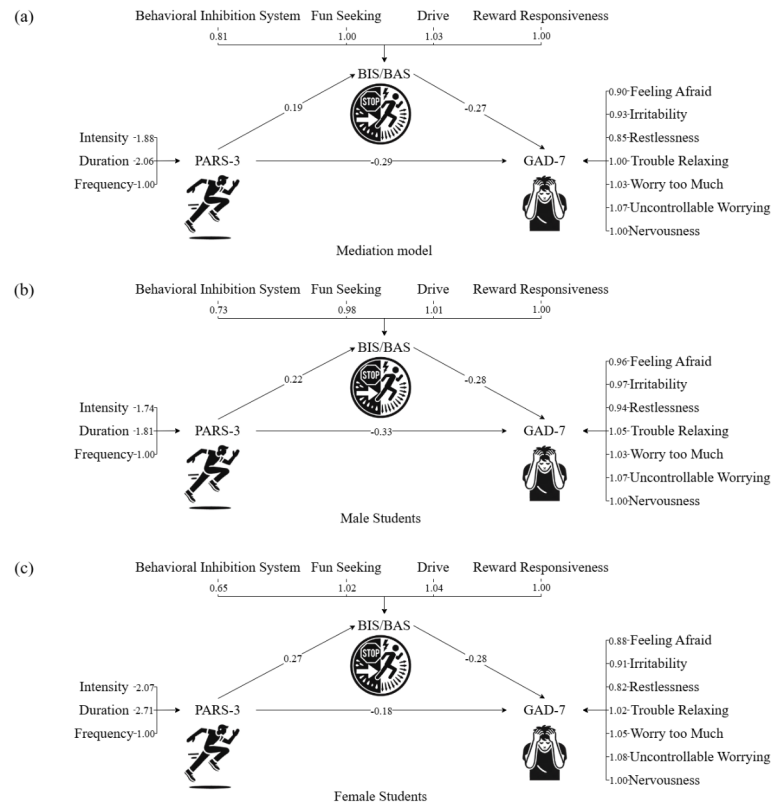 (a)
Behavioral Inhibition System Fun Seeking Drive Reward Responsiveness
0.81 1.00 1.03 1.00
BIS/BAS
STOP
0.19 -0.27
Intensity -1.88
Duration -2.06
Frequency -1.00
PARS-3 -0.29 GAD-7
0.90 Feeling Afraid
0.93 Irritability
0.85 Restlessness
1.00 Trouble Relaxing
1.03 Worry too Much
1.07 Uncontrollable Worrying
1.00 Nervousness
Mediation model
(b)
Behavioral Inhibition System Fun Seeking Drive Reward Responsiveness
0.73 0.98 1.01 1.00
BIS/BAS
STOP
0.22 -0.28
Intensity -1.74
Duration -1.81
Frequency -1.00
PARS-3 -0.33 GAD-7
0.96 Feeling Afraid
0.97 Irritability
0.94 Restlessness
1.05 Trouble Relaxing
1.03 Worry too Much
1.07 Uncontrollable Worrying
1.00 Nervousness
Male Students
(c)
Behavioral Inhibition System Fun Seeking Drive Reward Responsiveness
0.65 1.02 1.04 1.00
BIS/BAS
STOP
0.27 -0.28
Intensity -2.07
Duration -2.71
Frequency -1.00
PARS-3 -0.18 GAD-7
0.88 Feeling Afraid
0.91 Irritability
0.82 Restlessness
1.02 Trouble Relaxing
1.05 Worry too Much
1.08 Uncontrollable Worrying
1.00 Nervousness
Female Students